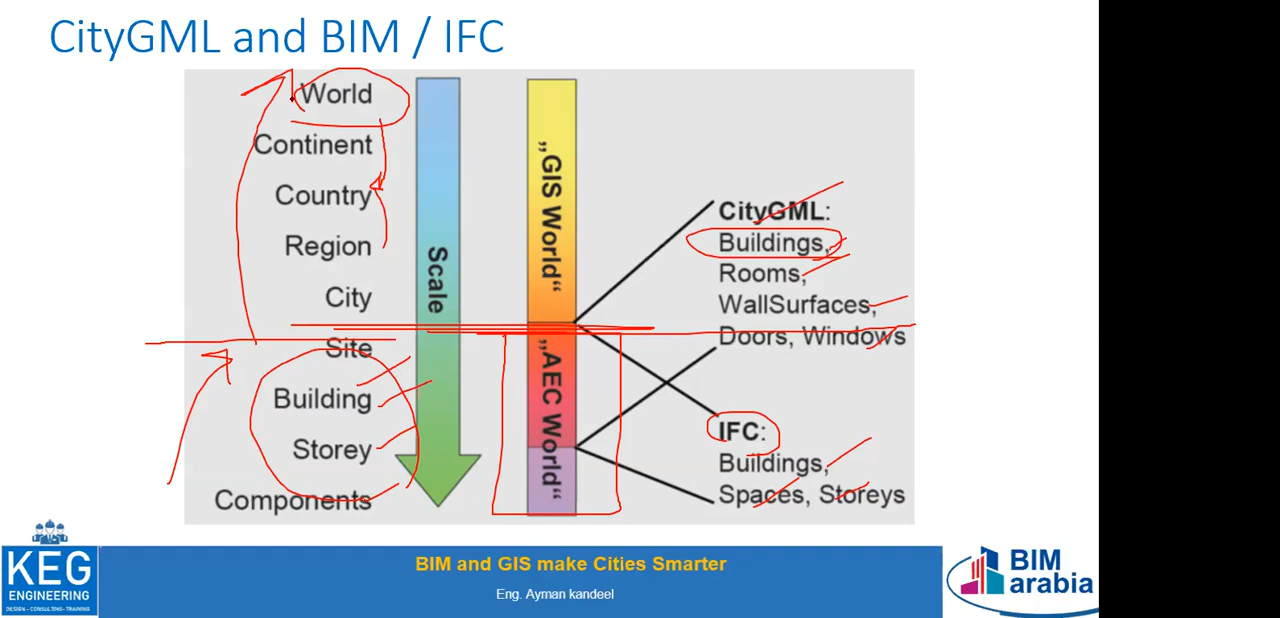 CityGML and BIM / IFC
World
Continent
Country
Region
City
Site
Building
Storey
Components
Scale
„GIS World“
„AEC World“
CityGML:
Buildings,
Rooms,
WallSurfaces,
Doors, Windows
IFC:
Buildings,
Spaces, Storeys
KEG
ENGINEERING
DESIGN - CONSULTING - TRAINING
BIM and GIS make Cities Smarter
Eng. Ayman kandeel
BIM
arabia